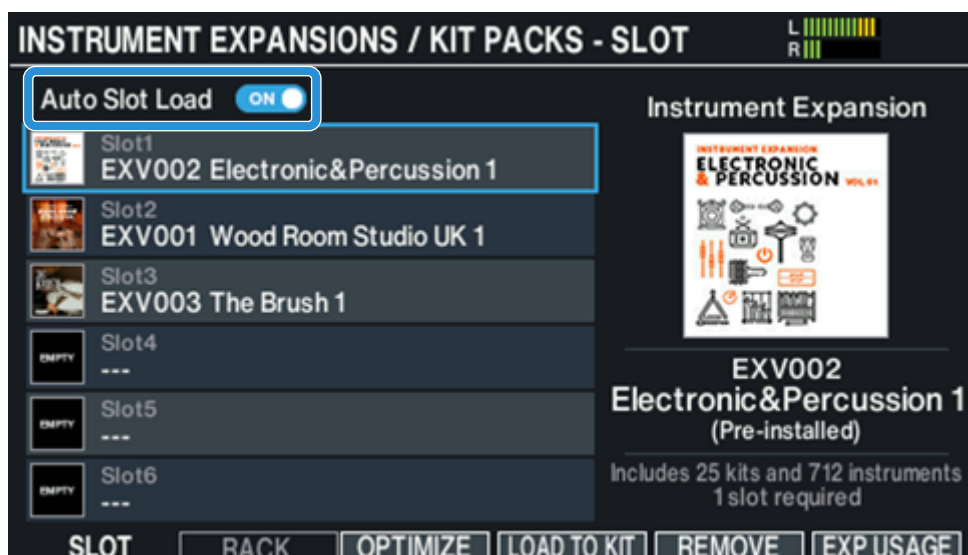 INSTRUMENT EXPANSIONS / KIT PACKS - SLOT
L
R
Auto Slot Load ON
Slot1
EXV002 Electronic&Percussion 1
Slot2
EXV001 Wood Room Studio UK 1
Slot3
EXV003 The Brush 1
EMPTY
Slot4
---
EMPTY
Slot5
---
EMPTY
Slot6
---
Instrument Expansion
INSTRUMENT EXPANSION
ELECTRONIC
& PERCUSSION VOL.01
EXV002
Electronic&Percussion 1
(Pre-installed)
Includes 25 kits and 712 instruments
1 slot required
SLOT RACK OPTIMIZE LOAD TO KIT REMOVE EXP USAGE